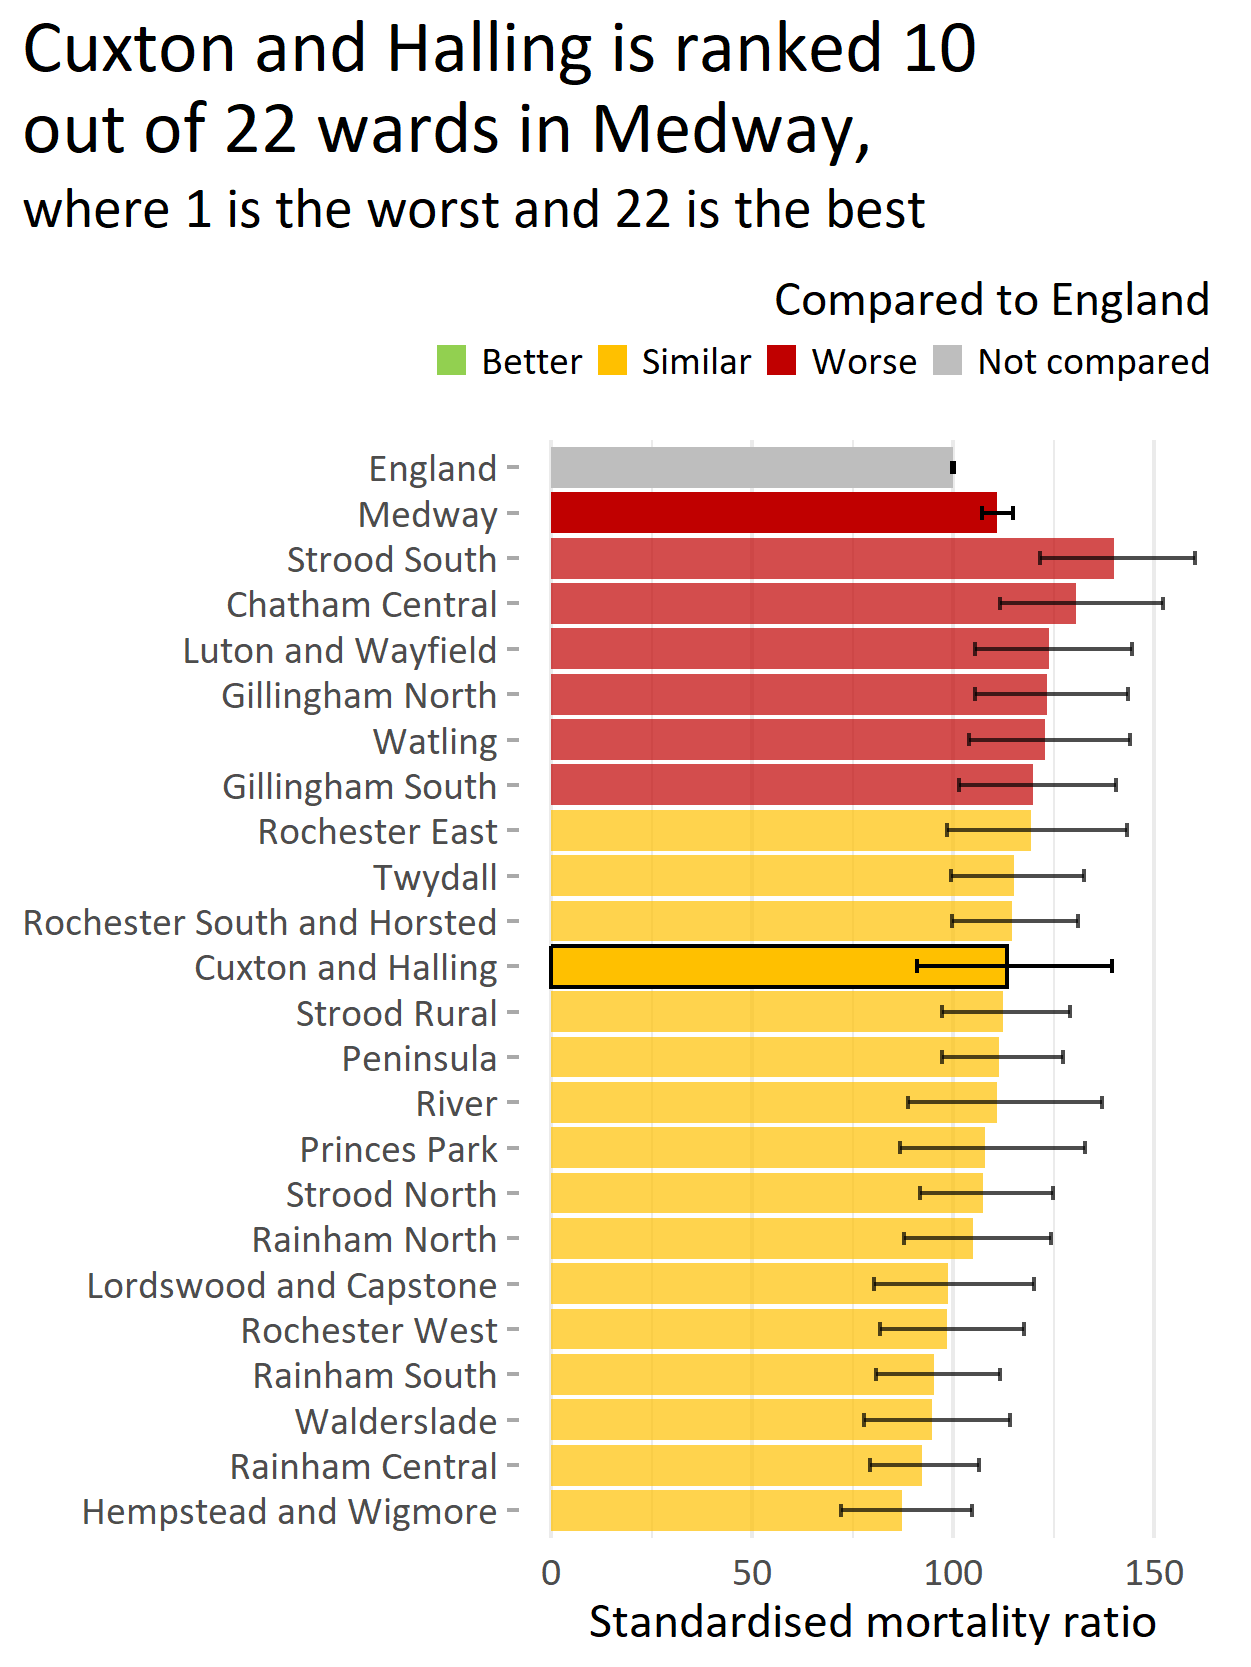 Cuxton and Halling is ranked 10
out of 22 wards in Medway,
where 1 is the worst and 22 is the best
Compared to England
Better Similar Worse Not compared
England
Medway
Strood South
Chatham Central
Luton and Wayfield
Gillingham North
Watling
Gillingham South
Rochester East
Twydall
Rochester South and Horsted
Cuxton and Halling
Strood Rural
Peninsula
River
Princes Park
Strood North
Rainham North
Lordswood and Capstone
Rochester West
Rainham South
Walderslade
Rainham Central
Hempstead and Wigmore
0 50 100 150
Standardised mortality ratio